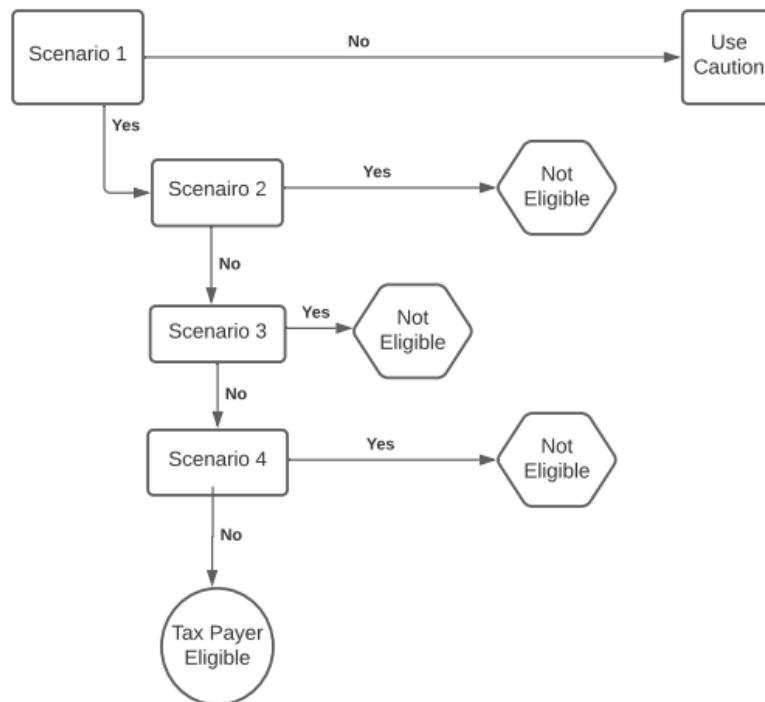 Scenario 1
No
Use
Caution
Yes
Scenairo 2
Yes
Not
Eligible
No
Scenario 3
Yes
Not
Eligible
No
Scenario 4
Yes
Not
Eligible
No
Tax Payer
Eligible